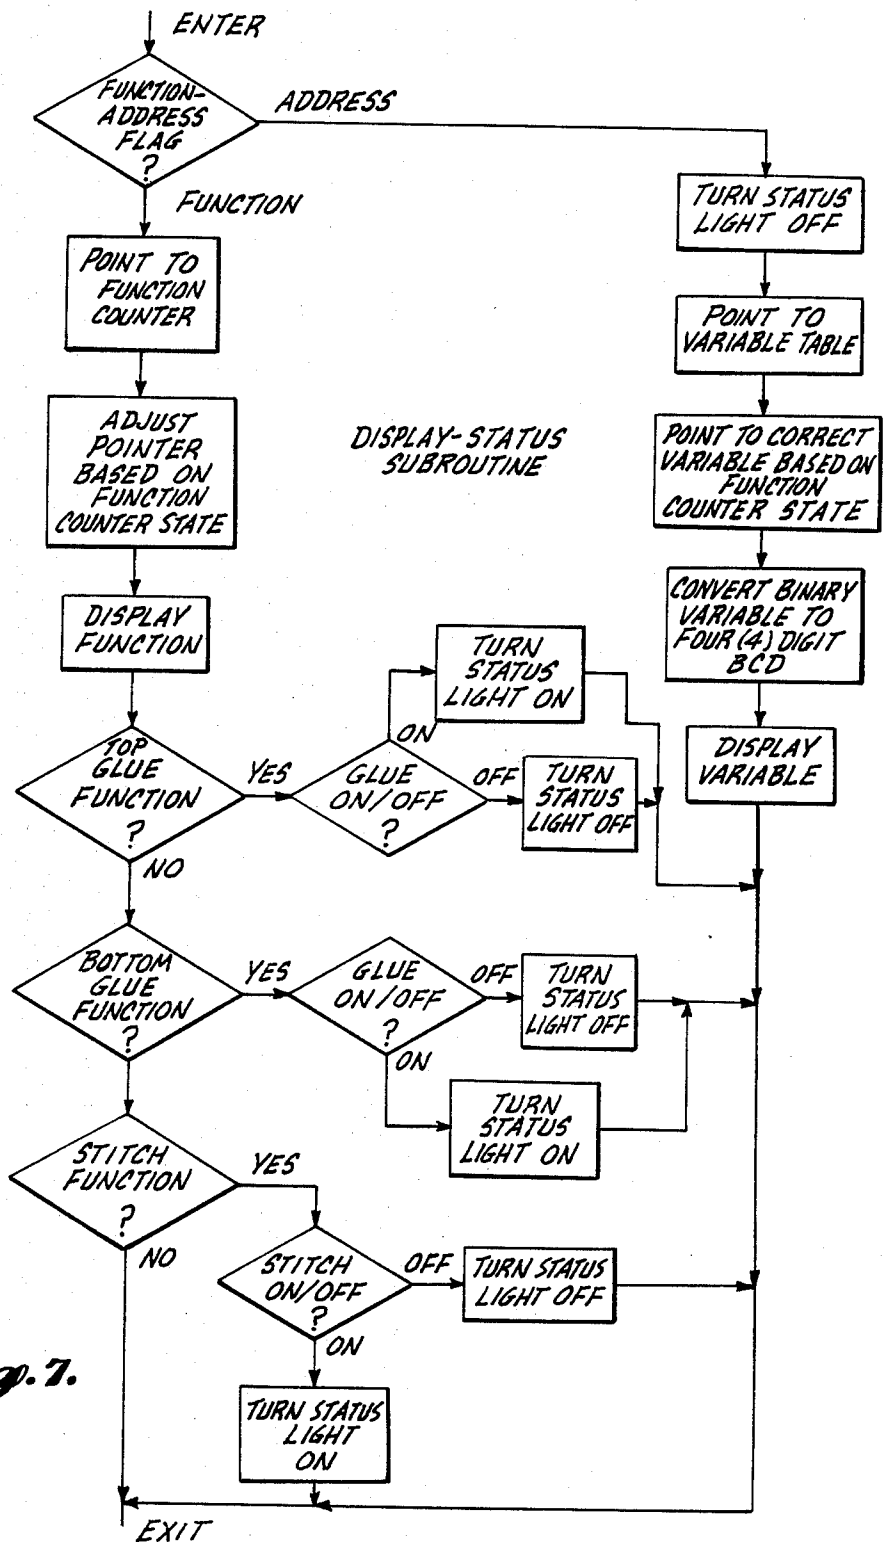 ENTER
FUNCTION-
ADDRESS
FLAG
?
ADDRESS
FUNCTION
POINT TO
FUNCTION
COUNTER
ADJUST
POINTER
BASED ON
FUNCTION
COUNTER STATE
DISPLAY
FUNCTION
DISPLAY-STATUS
SUBROUTINE
TURN STATUS
LIGHT OFF
POINT TO
VARIABLE TABLE
POINT TO CORRECT
VARIABLE BASED ON
FUNCTION
COUNTER STATE
CONVERT BINARY
VARIABLE TO
FOUR (4) DIGIT
BCD
DISPLAY
VARIABLE
TOP
GLUE
FUNCTION
?
YES
NO
GLUE
ON/OFF
?
ON
TURN
STATUS
LIGHT ON
OFF
TURN
STATUS
LIGHT OFF
BOTTOM
GLUE
FUNCTION
?
YES
GLUE
ON/OFF
?
OFF
TURN
STATUS
LIGHT OFF
ON
TURN
STATUS
LIGHT ON
STITCH
FUNCTION
?
YES
NO
STITCH
ON/OFF
?
OFF
TURN STATUS
LIGHT OFF
ON
TURN STATUS
LIGHT
ON
EXIT
.7.